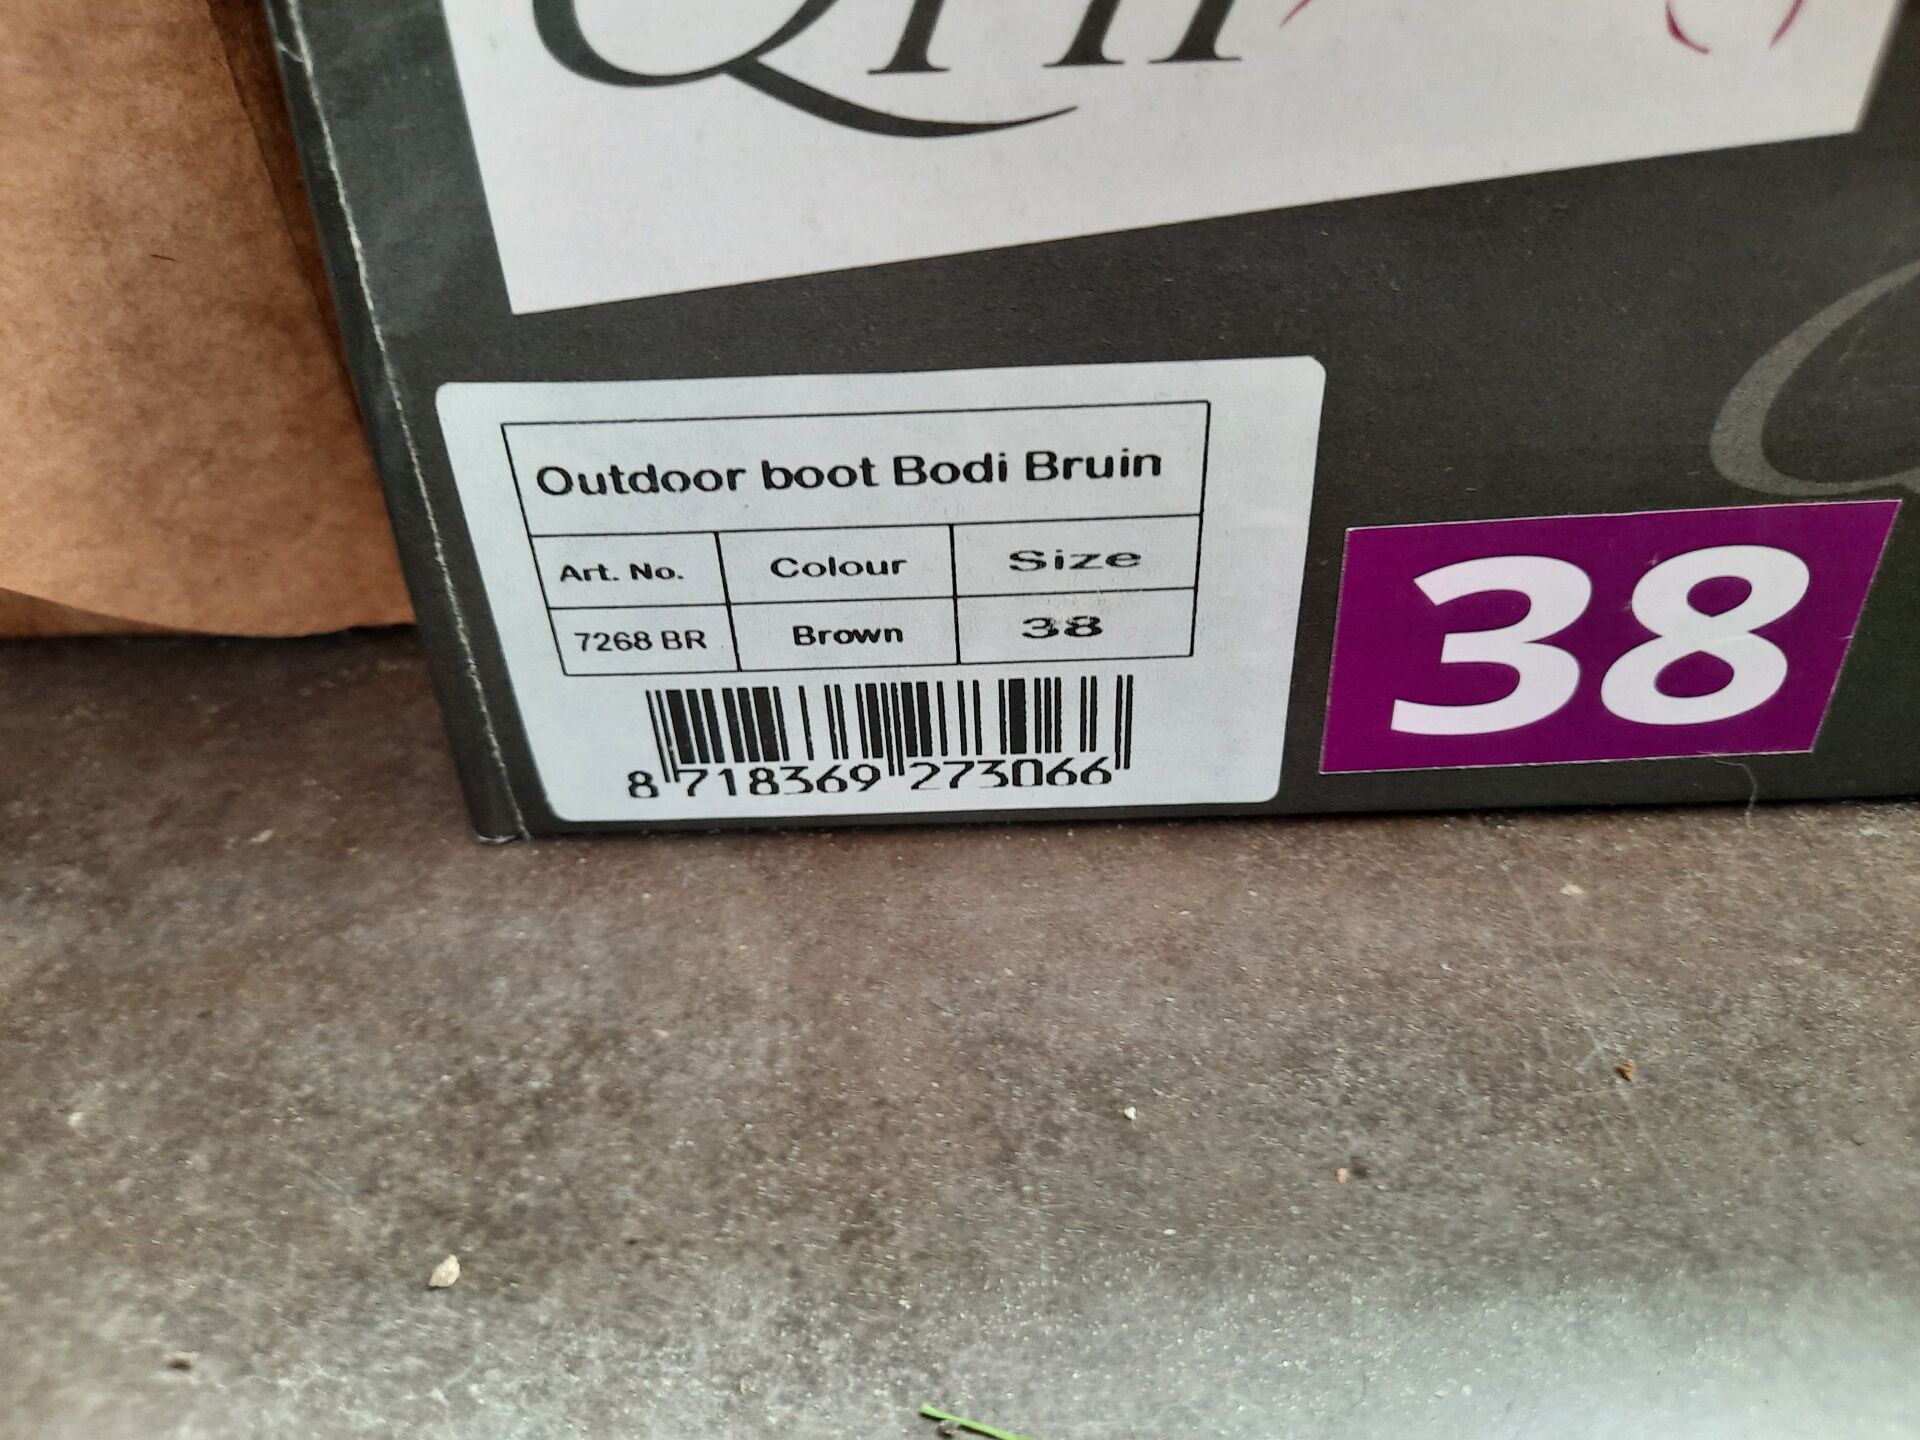 Outdoor boot Bodi Bruin
Art. No. Colour Size
7268 BR Brown 38
8 718369 273066
38